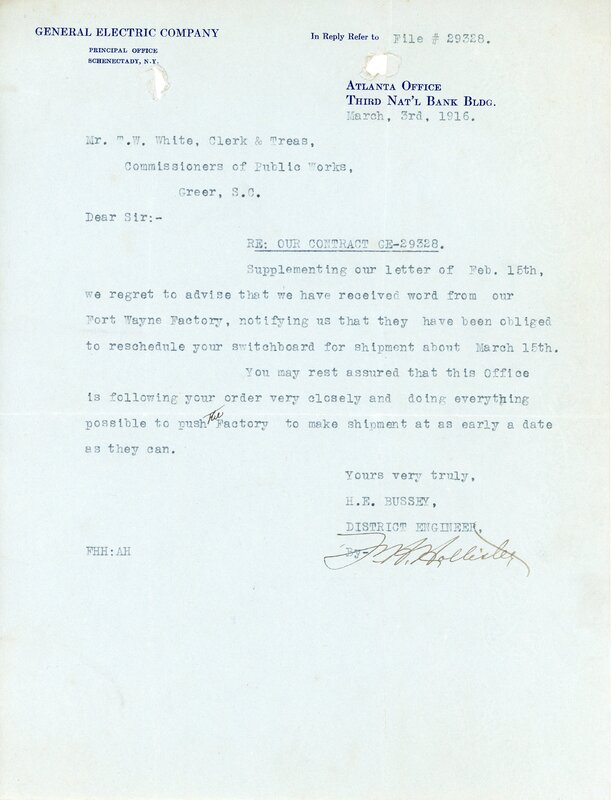 GENERAL ELECTRIC COMPANY
PRINCIPAL OFFICE
SCHENECTADY, N.Y.
In Reply Refer to File # 29328.
ATLANTA OFFICE
THIRD NAT'L BANK BLDG.
March, 3rd, 1916.
Mr. T.W. White, Clerk & Treas,
Commissioners of Public Works,
Greer, S.C.
Dear Sir:-
RE: OUR CONTRACT GE-29328.
Supplementing our letter of Feb. 15th,
we regret to advise that we have received word from our
Fort Wayne Factory, notifying us that they have been obliged
to reschedule your switchboard for shipment about March 15th.
You may rest assured that this Office
is following your order very closely and doing everything
possible to push the Factory to make shipment at as early a date
as they can.
Yours very truly,
H.E. BUSSEY,
DISTRICT ENGINEER,
FHH:AH
By- F.H. Hollister